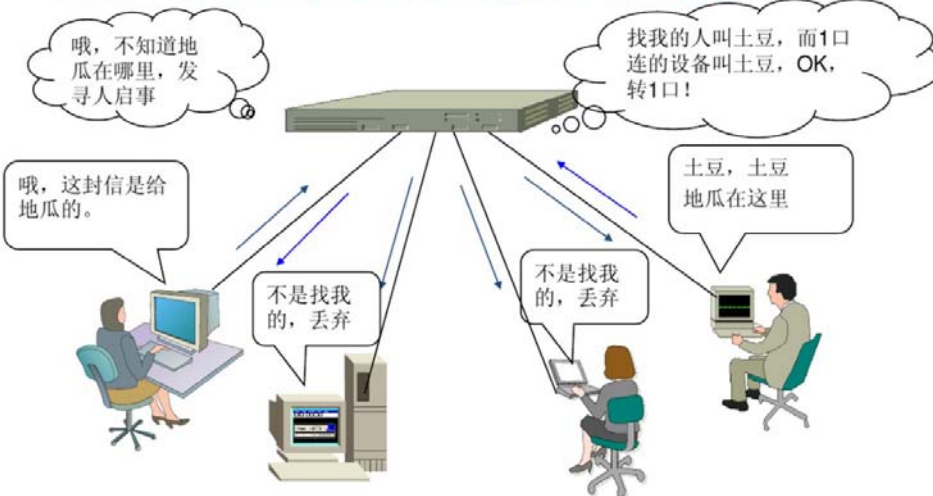 哦，不知道地
瓜在哪里，发
寻人启事
找我的人叫土豆，而1口
连的设备叫土豆，OK，
转1口！
哦，这封信是给
地瓜的。
土豆，土豆
地瓜在这里
不是找我
的，丢弃
不是找我
的，丢弃